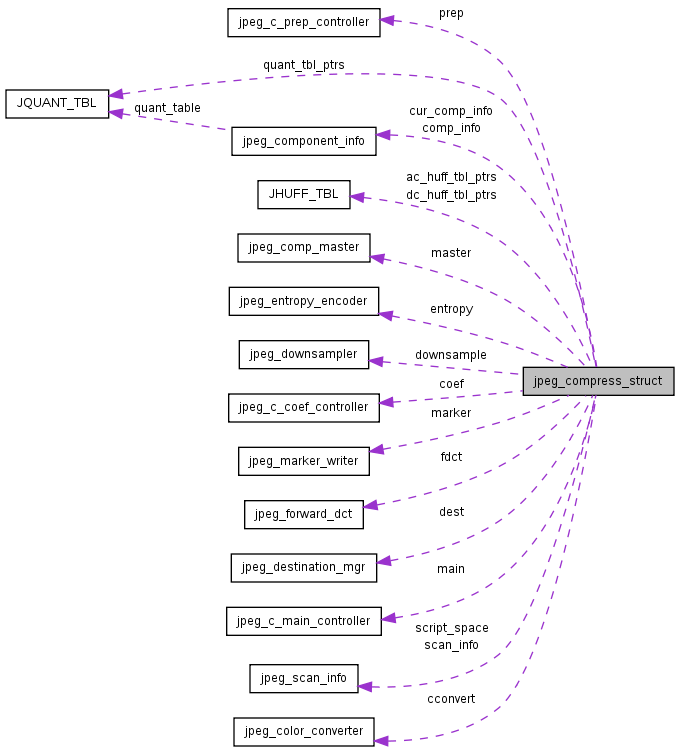 prep
jpeg_c_prep_controller
quant_tbl_ptrs
JQUANT_TBL
quant_table
cur_comp_info
comp_info
jpeg_component_info
ac_huff_tbl_ptrs
dc_huff_tbl_ptrs
JHUFF_TBL
jpeg_comp_master
master
jpeg_entropy_encoder
entropy
jpeg_downsampler
downsample
jpeg_compress_struct
coef
jpeg_c_coef_controller
marker
jpeg_marker_writer
fdct
jpeg_forward_dct
dest
jpeg_destination_mgr
main
jpeg_c_main_controller
script_space
scan_info
jpeg_scan_info
cconvert
jpeg_color_converter